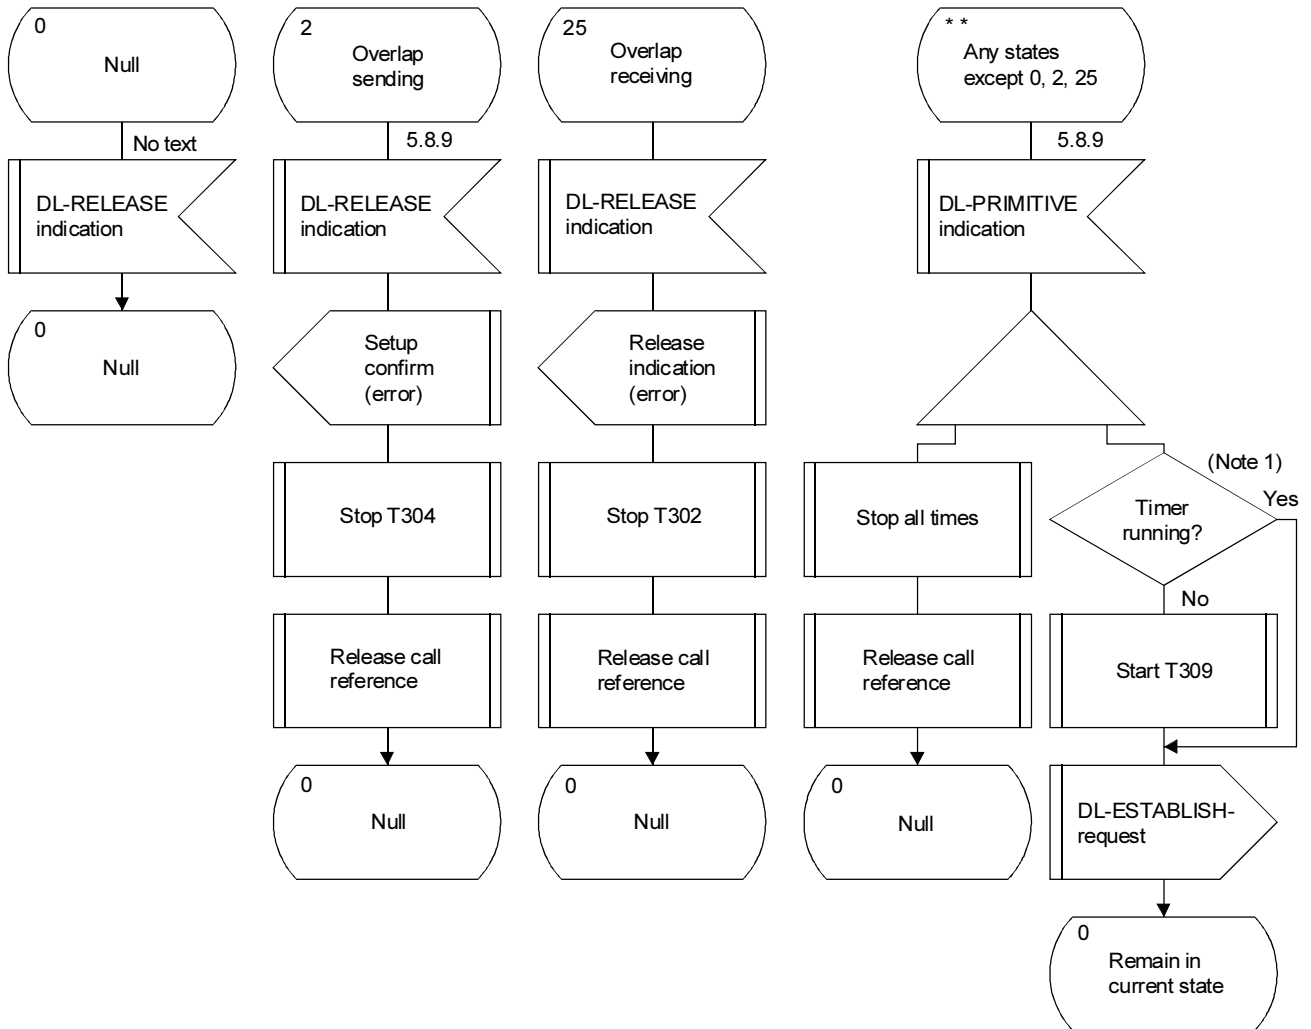 0
Null
No text
DL-RELEASE
indication
0
Null
2
Overlap
sending
5.8.9
DL-RELEASE
indication
Setup
confirm
(error)
Stop T304
Release call
reference
0
Null
25
Overlap
receiving
DL-RELEASE
indication
Release
indication
(error)
Stop T302
Release call
reference
0
Null
* *
Any states
except 0, 2, 25
5.8.9
DL-PRIMITIVE
indication
Stop all times
Release call
reference
0
Null
(Note 1)
Timer
running?
Yes
No
Start T309
DL-ESTABLISH-
request
0
Remain in
current state